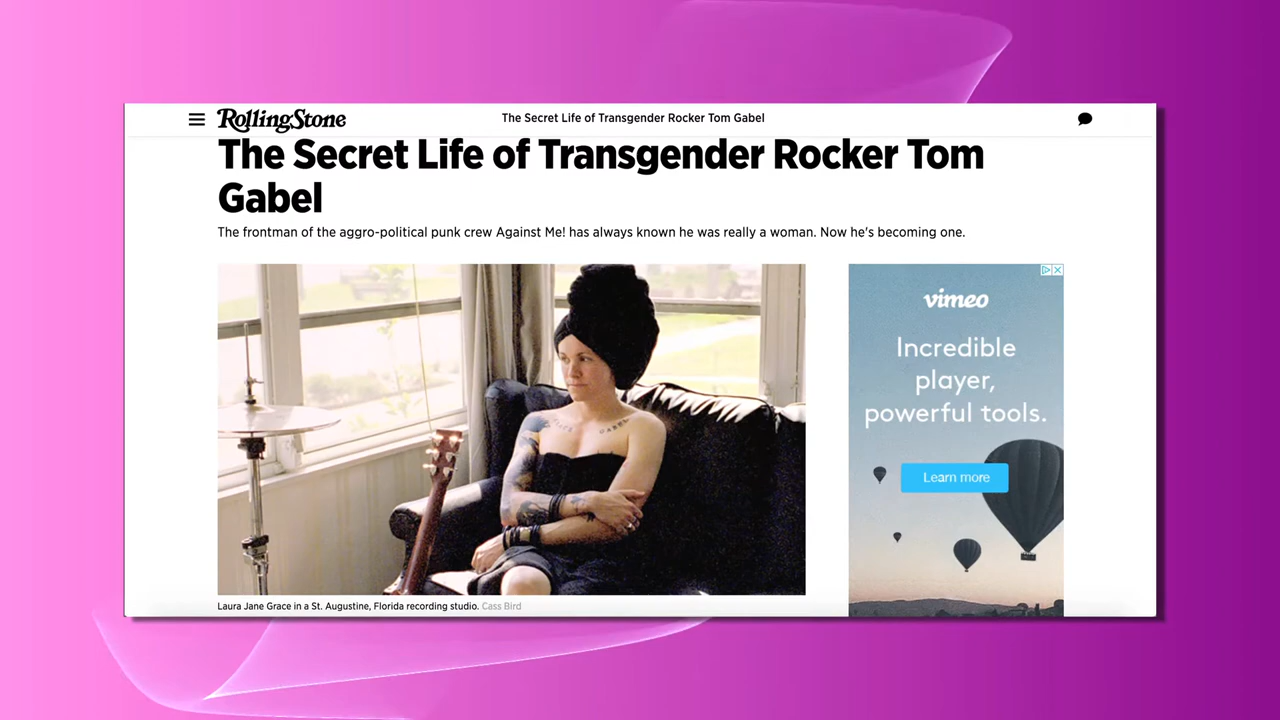 RollingStone
The Secret Life of Transgender Rocker Tom Gabel
The Secret Life of Transgender Rocker Tom
Gabel
The frontman of the aggro-political punk crew Against Me! has always known he was really a woman. Now he's becoming one.
GABEL
Laura Jane Grace in a St. Augustine, Florida recording studio. Cass Bird
vimeo
Incredible
player,
powerful tools.
Learn more